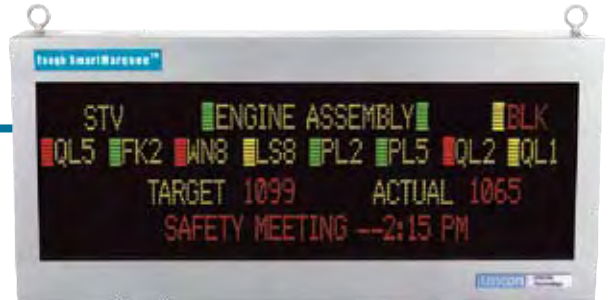 Tough SmartMarquee™
STV ENGINE ASSEMBLY BLK
QL5 FK2 WN8 LS8 PL2 PL5 QL2 QL1
TARGET 1099 ACTUAL 1065
SAFETY MEETING --2:15 PM